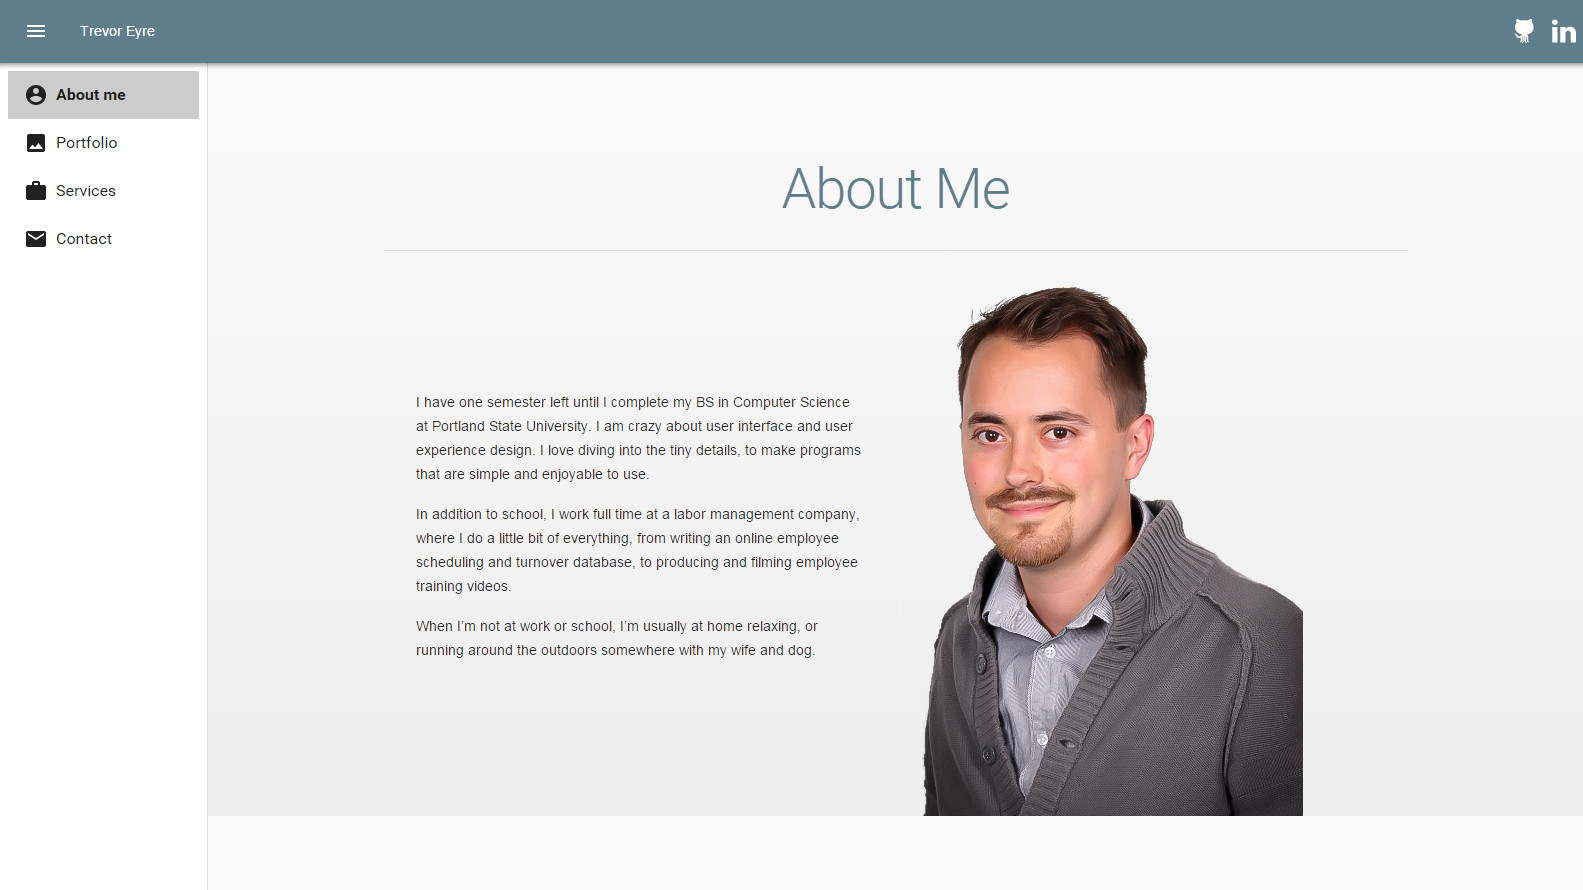 Trevor Eyre
in
About me
Portfolio
Services
Contact
About Me
I have one semester left until I complete my BS in Computer Science
at Portland State University. I am crazy about user interface and user
experience design. I love diving into the tiny details, to make programs
that are simple and enjoyable to use.
In addition to school, I work full time at a labor management company,
where I do a little bit of everything, from writing an online employee
scheduling and turnover database, to producing and filming employee
training videos.
When I'm not at work or school, I'm usually at home relaxing, or
running around the outdoors somewhere with my wife and dog.